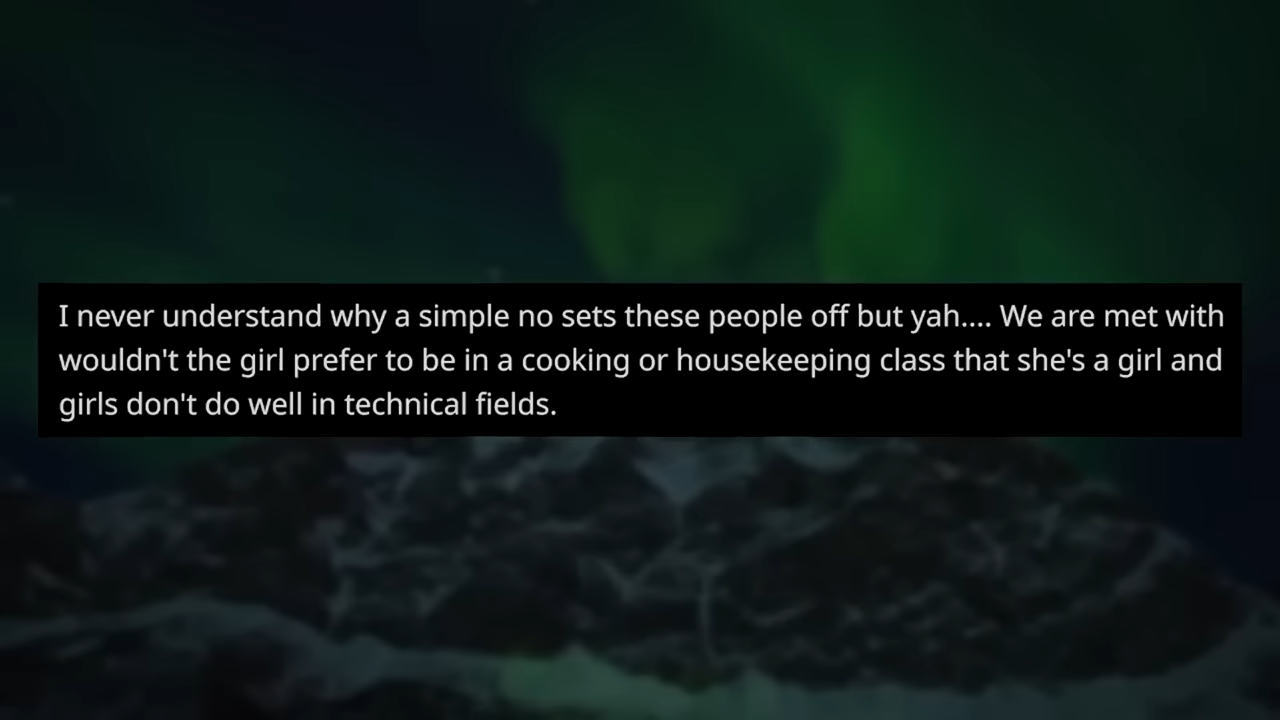 I never understand why a simple no sets these people off but yah.... We are met with
wouldn't the girl prefer to be in a cooking or housekeeping class that she's a girl and
girls don't do well in technical fields.